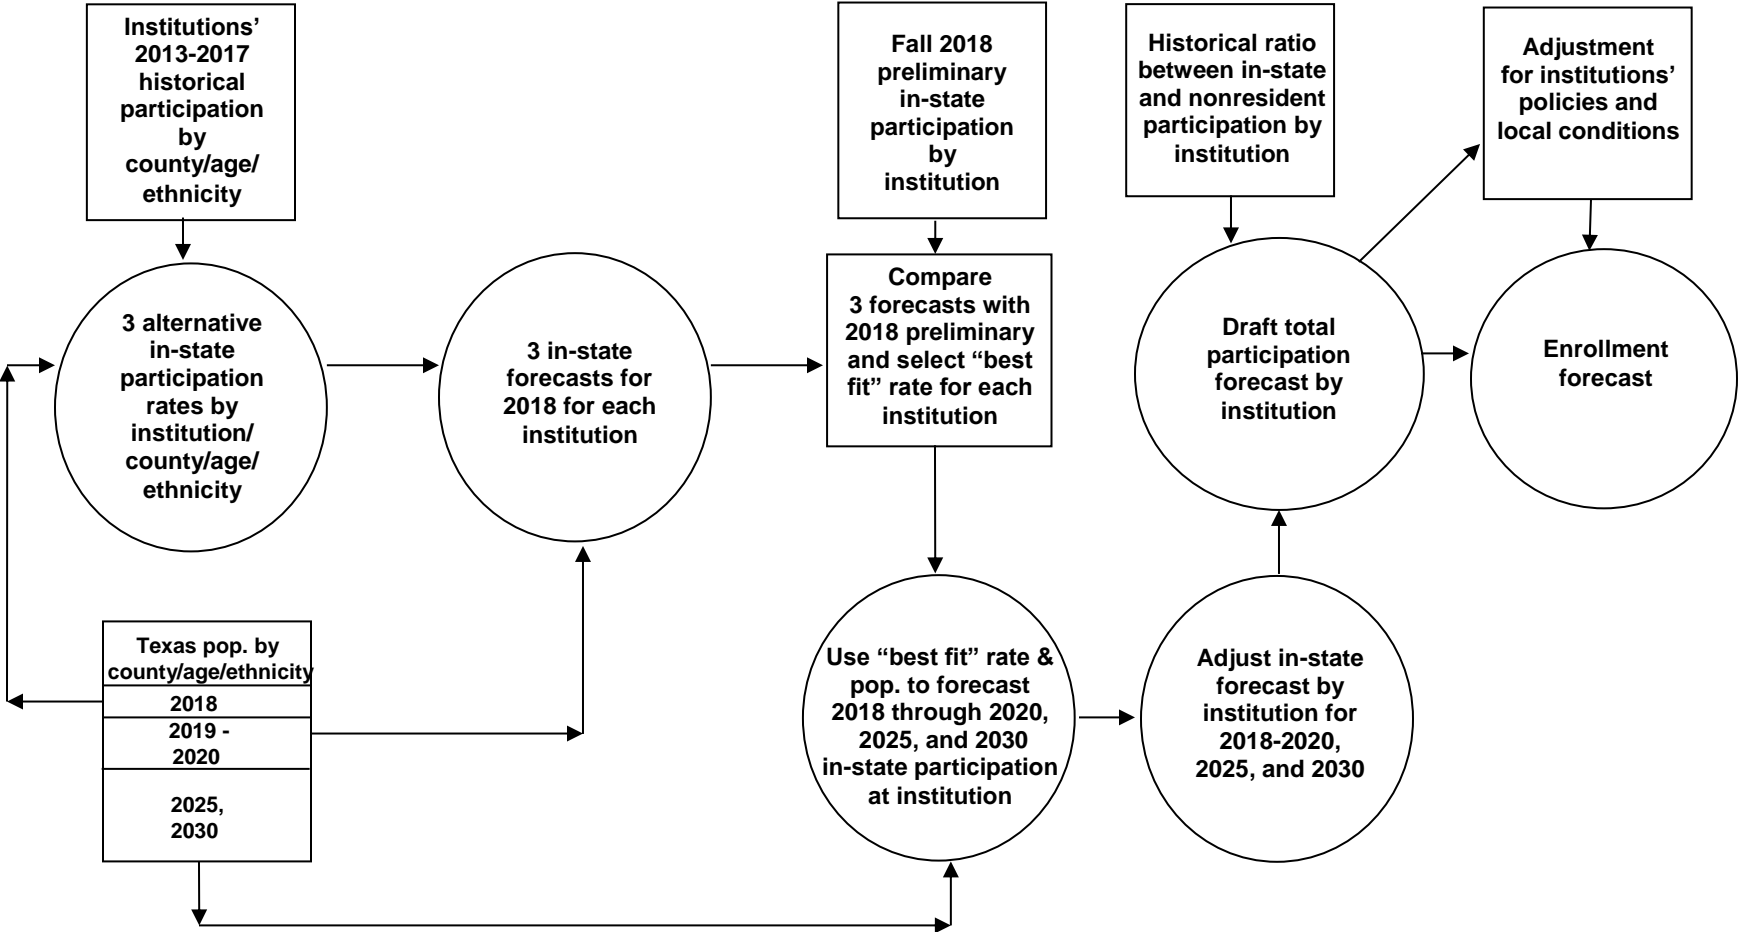 Institutions’
2013-2017
historical
participation
by
county/age/
ethnicity
3 alternative
in-state
participation
rates by
institution/
county/age/
ethnicity
Texas pop. by
county/age/ethnicity
2018
2019 -
2020
2025,
2030
3 in-state
forecasts for
2018 for each
institution
Fall 2018
preliminary
in-state
participation
by
institution
Compare
3 forecasts with
2018 preliminary
and select “best
fit” rate for each
institution
Use “best fit” rate &
pop. to forecast
2018 through 2020,
2025, and 2030
in-state participation
at institution
Adjust in-state
forecast by
institution for
2018-2020,
2025, and 2030
Historical ratio
between in-state
and nonresident
participation by
institution
Draft total
participation
forecast by
institution
Adjustment
for institutions’
policies and
local conditions
Enrollment
forecast